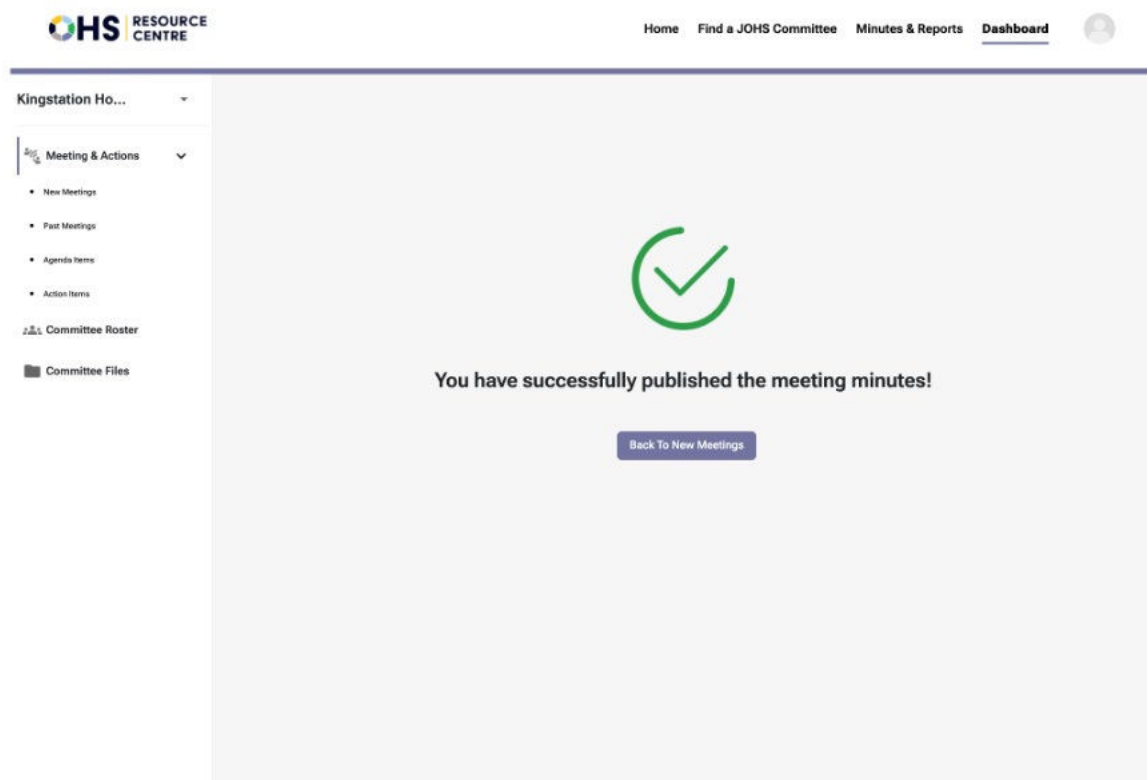 OHS RESOURCE
CENTRE
Home Find a JOHS Committee Minutes & Reports Dashboard
Kingstation Ho...
Meeting & Actions
New Meetings
Past Meetings
Agenda Items
Action Items
Committee Roster
Committee Files
You have successfully published the meeting minutes!
Back To New Meetings